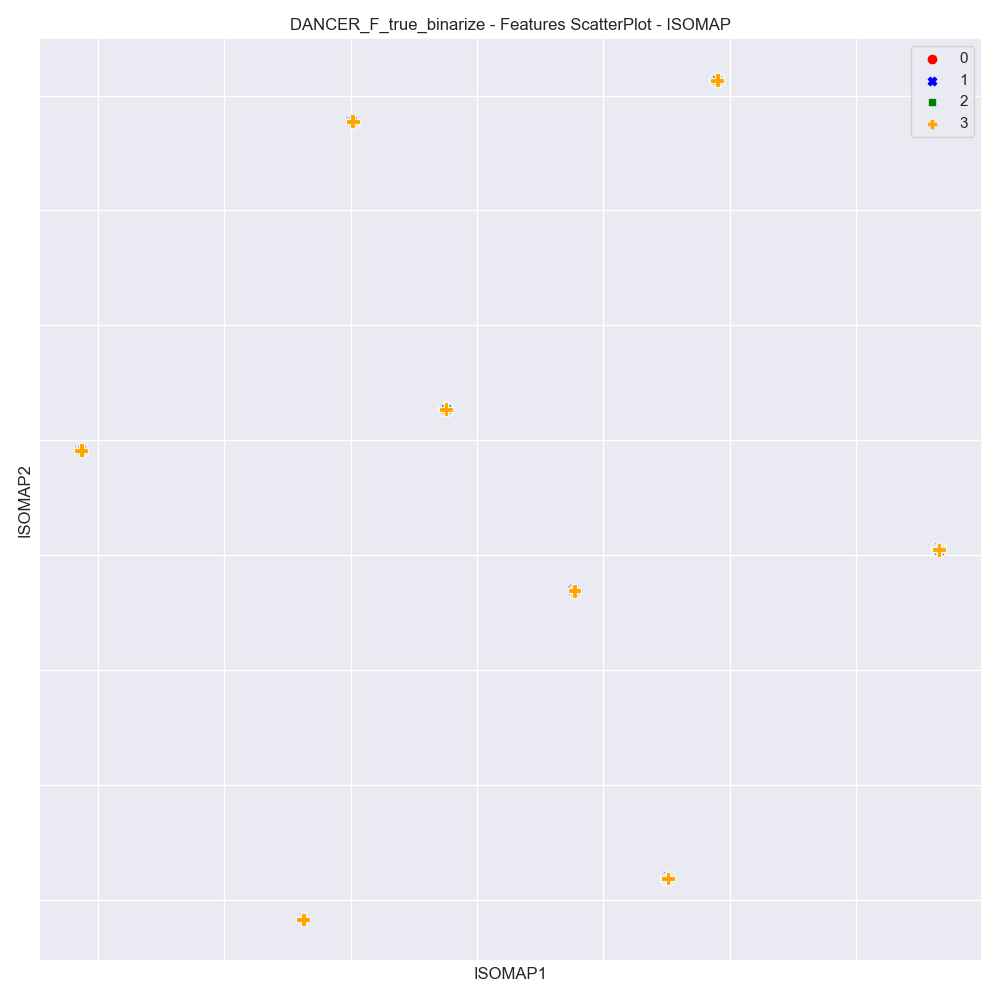 DANCER_F_true_binarize - Features ScatterPlot - ISOMAP
0
1
2
3
ISOMAP2
ISOMAP1